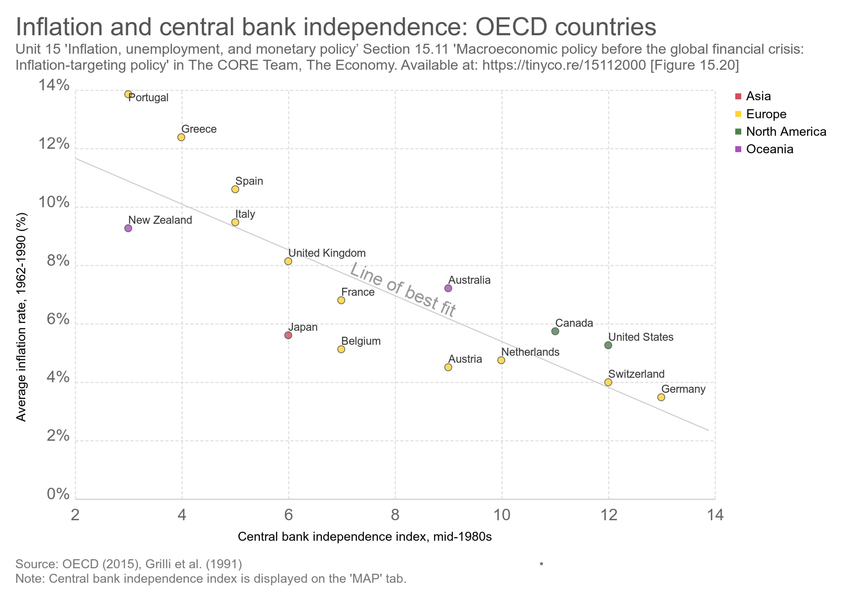 Inflation and central bank independence: OECD countries
Unit 15 'Inflation, unemployment, and monetary policy' Section 15.11 'Macroeconomic policy before the global financial crisis:
Inflation-targeting policy' in The CORE Team, The Economy. Available at: https://tinyco.re/15112000 [Figure 15.20]
14%
12%
10%
8%
6%
4%
2%
0%
2
4
6
8
10
12
14
Average inflation rate, 1962-1990 (%)
Central bank independence index, mid-1980s
Portugal
Greece
Spain
New Zealand
Italy
United Kingdom
Line of best fit
Australia
France
Japan
Canada
United States
Belgium
Netherlands
Austria
Switzerland
Germany
Asia
Europe
North America
Oceania
Source: OECD (2015), Grilli et al. (1991)
Note: Central bank independence index is displayed on the 'MAP' tab.